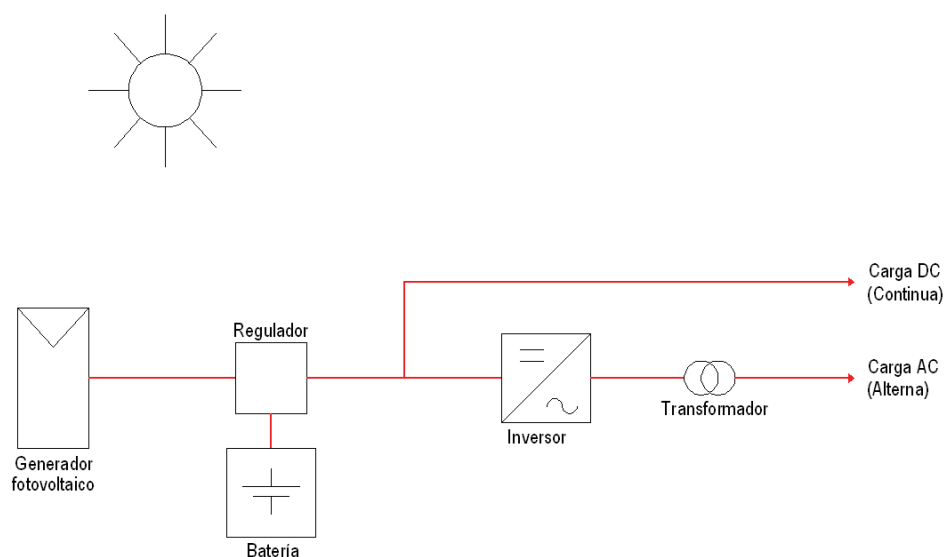 Carga DC
(Continua)
Regulador
Carga AC
(Alterna)
Transformador
Inversor
Generador
fotovoltaico
Batería